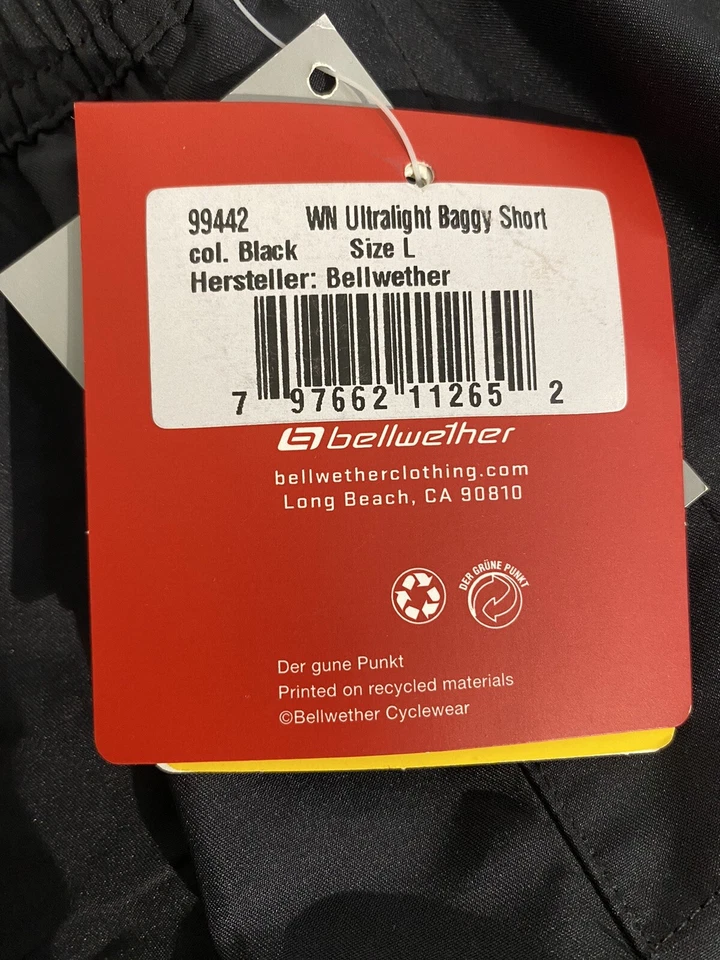 99442 WN Ultralight Baggy Short
col. Black Size L
Hersteller: Bellwether
7 97662 11265 2
bellwether
bellwetherclothing.com
Long Beach, CA 90810
DER GRÜNE PUNKT
Der gune Punkt
Printed on recycled materials
©Bellwether Cyclewear